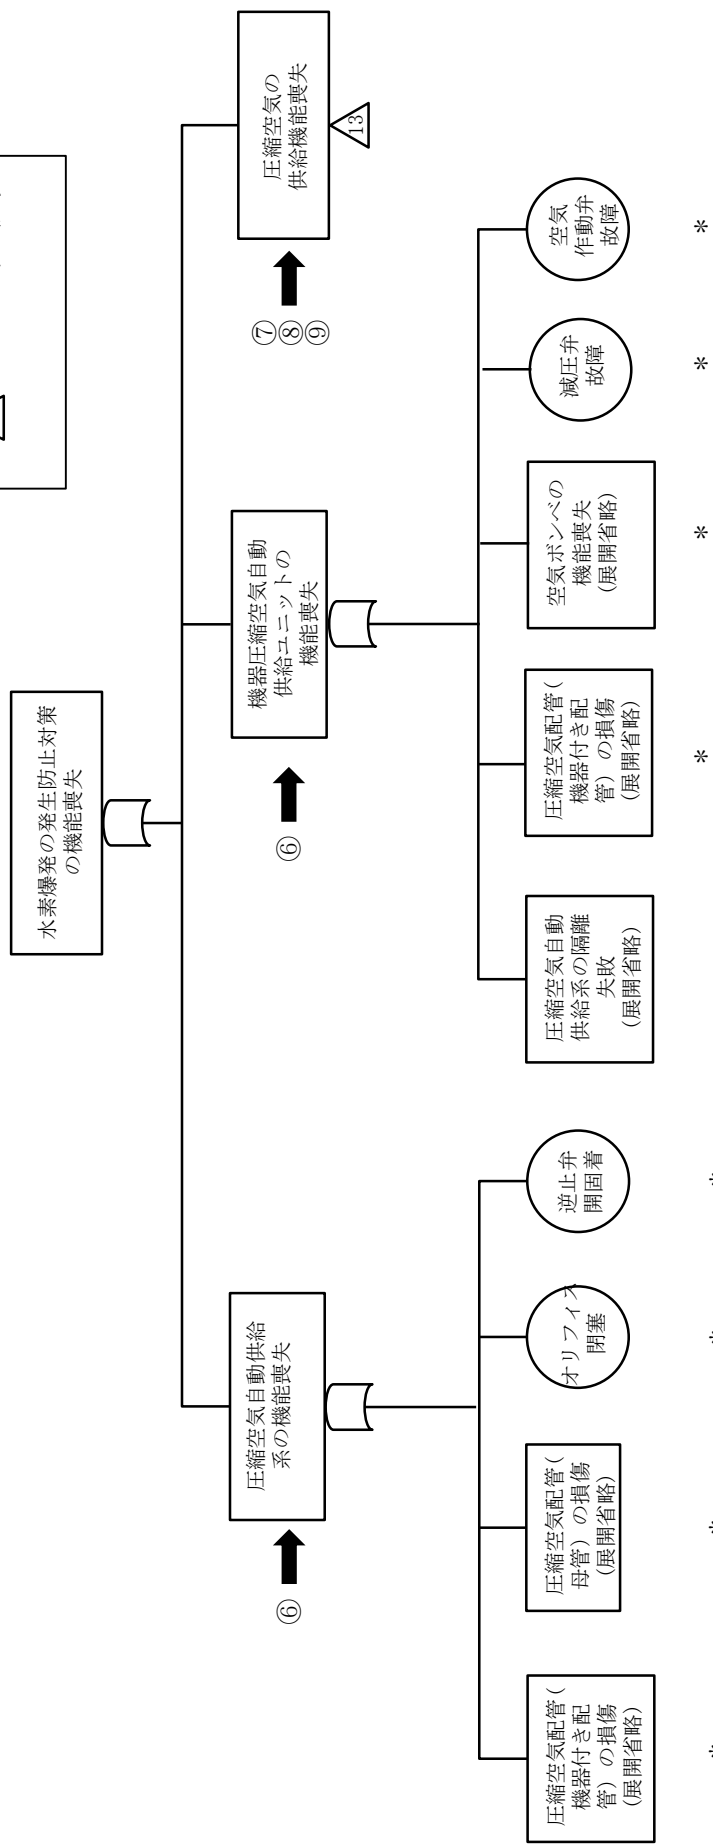 水素爆発の発生防止対策
の機能喪失
⑥
圧縮空気自動供給
系の機能喪失
⑥
機器圧縮空気自動
供給ユニットの
機能喪失
⑦
⑧
⑨
圧縮空気の
供給機能喪失
13
圧縮空気配管(
機器付き配
管)の損傷
(展開省略)
圧縮空気配管(
母管)の損傷
(展開省略)
オリフィス
閉塞
逆止弁
開固着
圧縮空気自動
供給系の隔離
失敗
(展開省略)
圧縮空気配管(
機器付き配
管)の損傷
(展開省略)
空気ボンベの
機能喪失
(展開省略)
減圧弁
故障
空気
作動弁
故障
* * * * * * * *